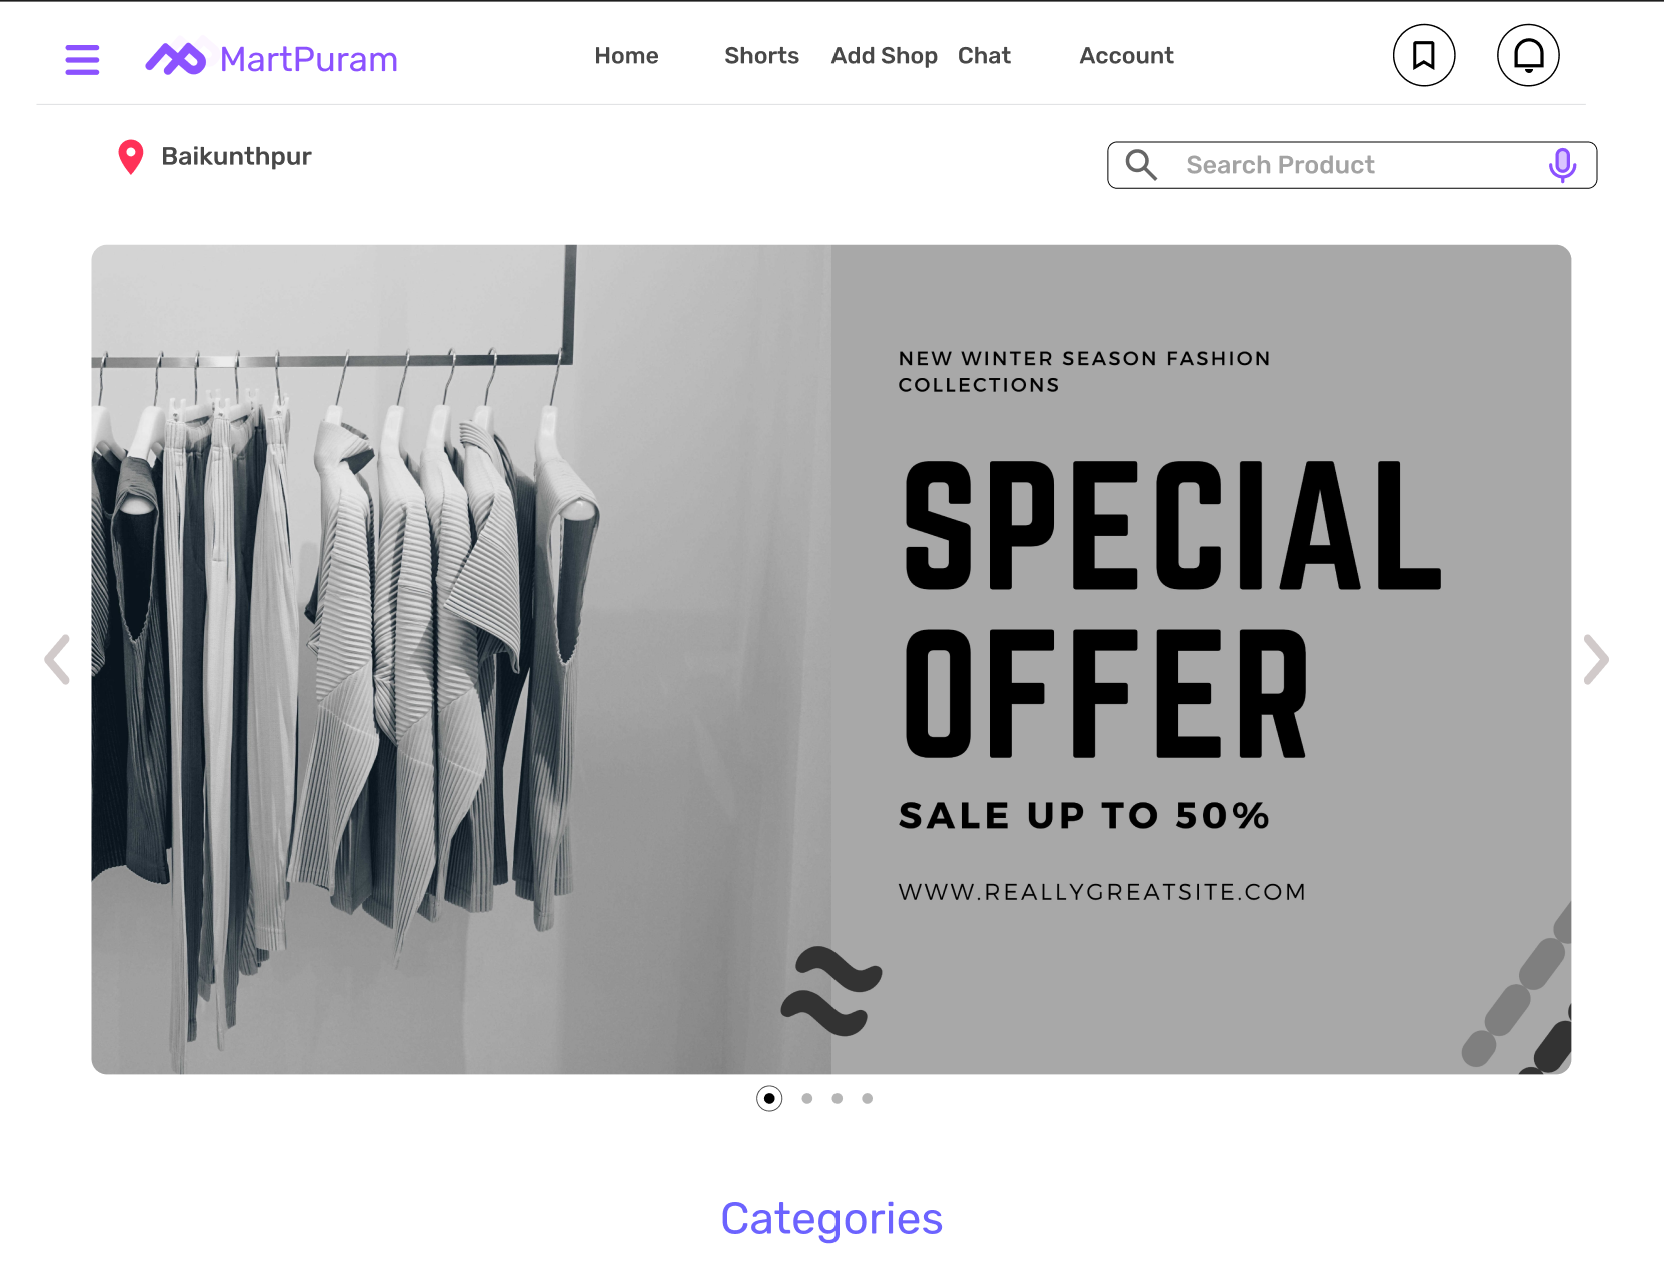 MartPuram
Home Shorts Add Shop Chat Account
Baikunthpur
Search Product
NEW WINTER SEASON FASHION
COLLECTIONS
SPECIAL
OFFER
SALE UP TO 50%
WWW.REALLYGREATSITE.COM
Categories